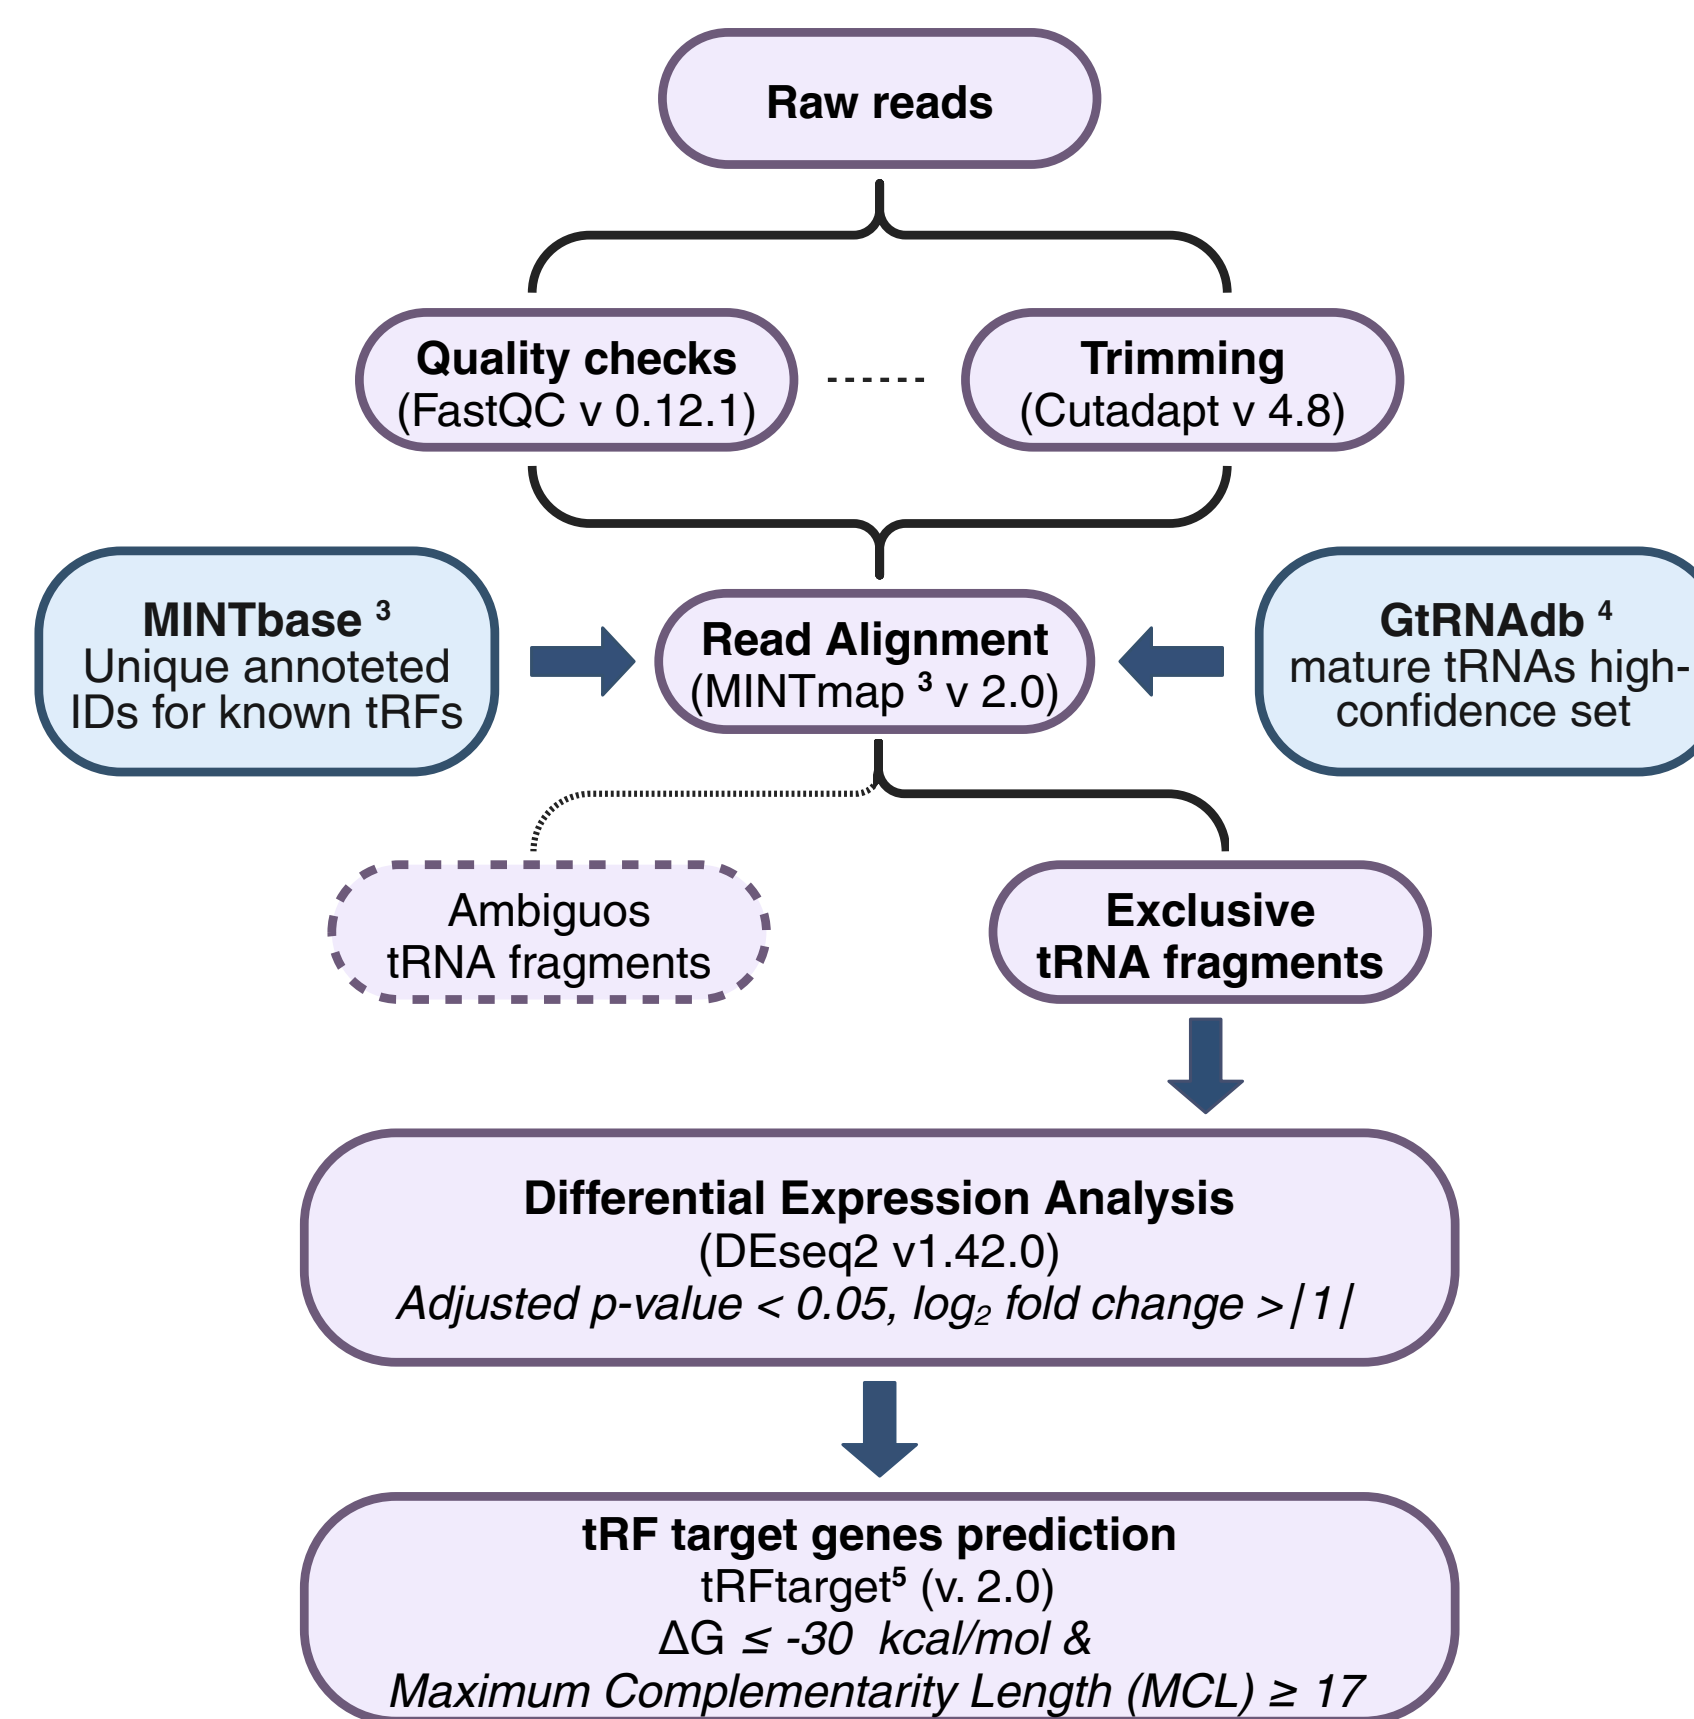 Raw reads
Quality checks
(FastQC v 0.12.1)
Trimming
(Cutadapt v 4.8)
MINTbase ³
Unique annoteted
IDs for known tRFs
Read Alignment
(MINTmap ³ v 2.0)
GtRNAdb ⁴
mature tRNAs high-
confidence set
Ambiguos
tRNA fragments
Exclusive
tRNA fragments
Differential Expression Analysis
(DEseq2 v1.42.0)
Adjusted p-value < 0.05, log₂ fold change >|1|
tRF target genes prediction
tRFtarget⁵ (v. 2.0)
ΔG ≤ -30 kcal/mol &
Maximum Complementarity Length (MCL) ≥ 17